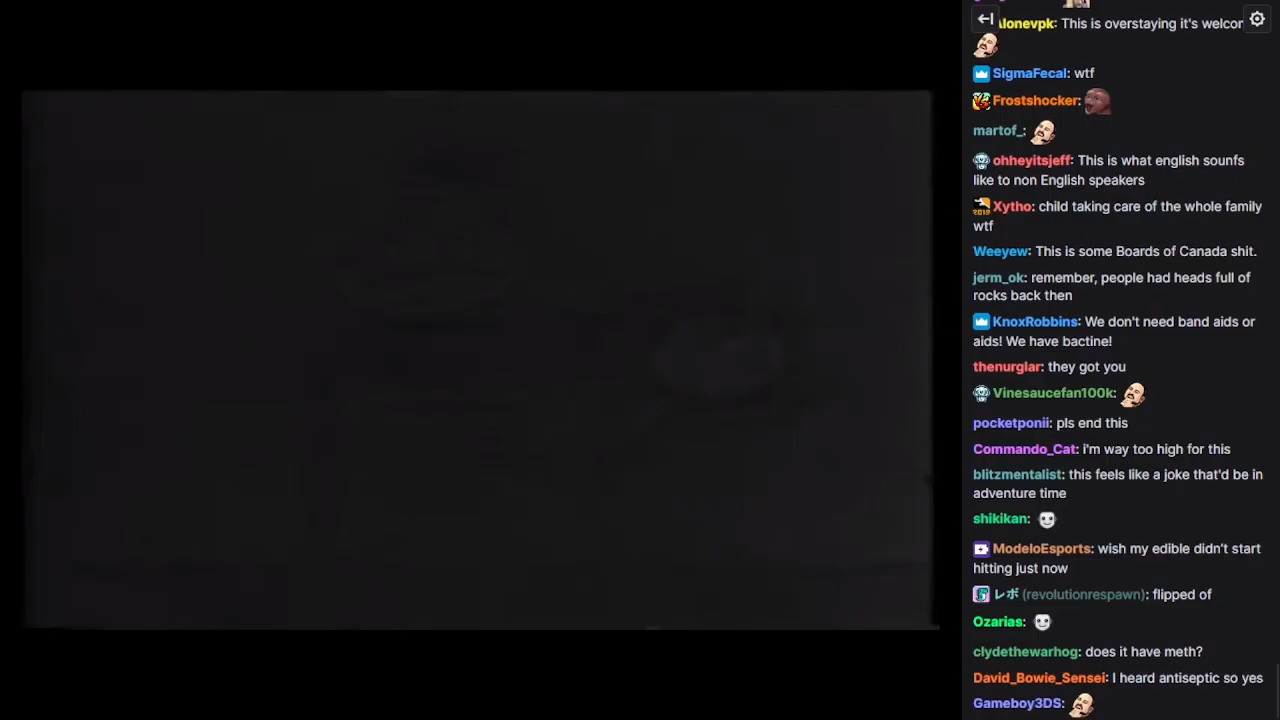 Alonevpk: This is overstaying it's welcom
SigmaFecal: wtf
Frostshocker:
martof_:
ohheyitsjeff: This is what english sounfs
like to non English speakers
Xytho: child taking care of the whole family
wtf
Weeyew: This is some Boards of Canada shit.
jerm_ok: remember, people had heads full of
rocks back then
KnoxRobbins: We don't need band aids or
aids! We have bactine!
thenurglar: they got you
Vinesaucefan100k:
pocketponii: pls end this
Commando_Cat: i'm way too high for this
blitzmentalist: this feels like a joke that'd be in
adventure time
shikikan:
ModeloEsports: wish my edible didn't start
hitting just now
レボ (revolutionrespawn): flipped of
Ozarias:
clydethewarhog: does it have meth?
David_Bowie_Sensei: I heard antiseptic so yes
Gameboy3DS: